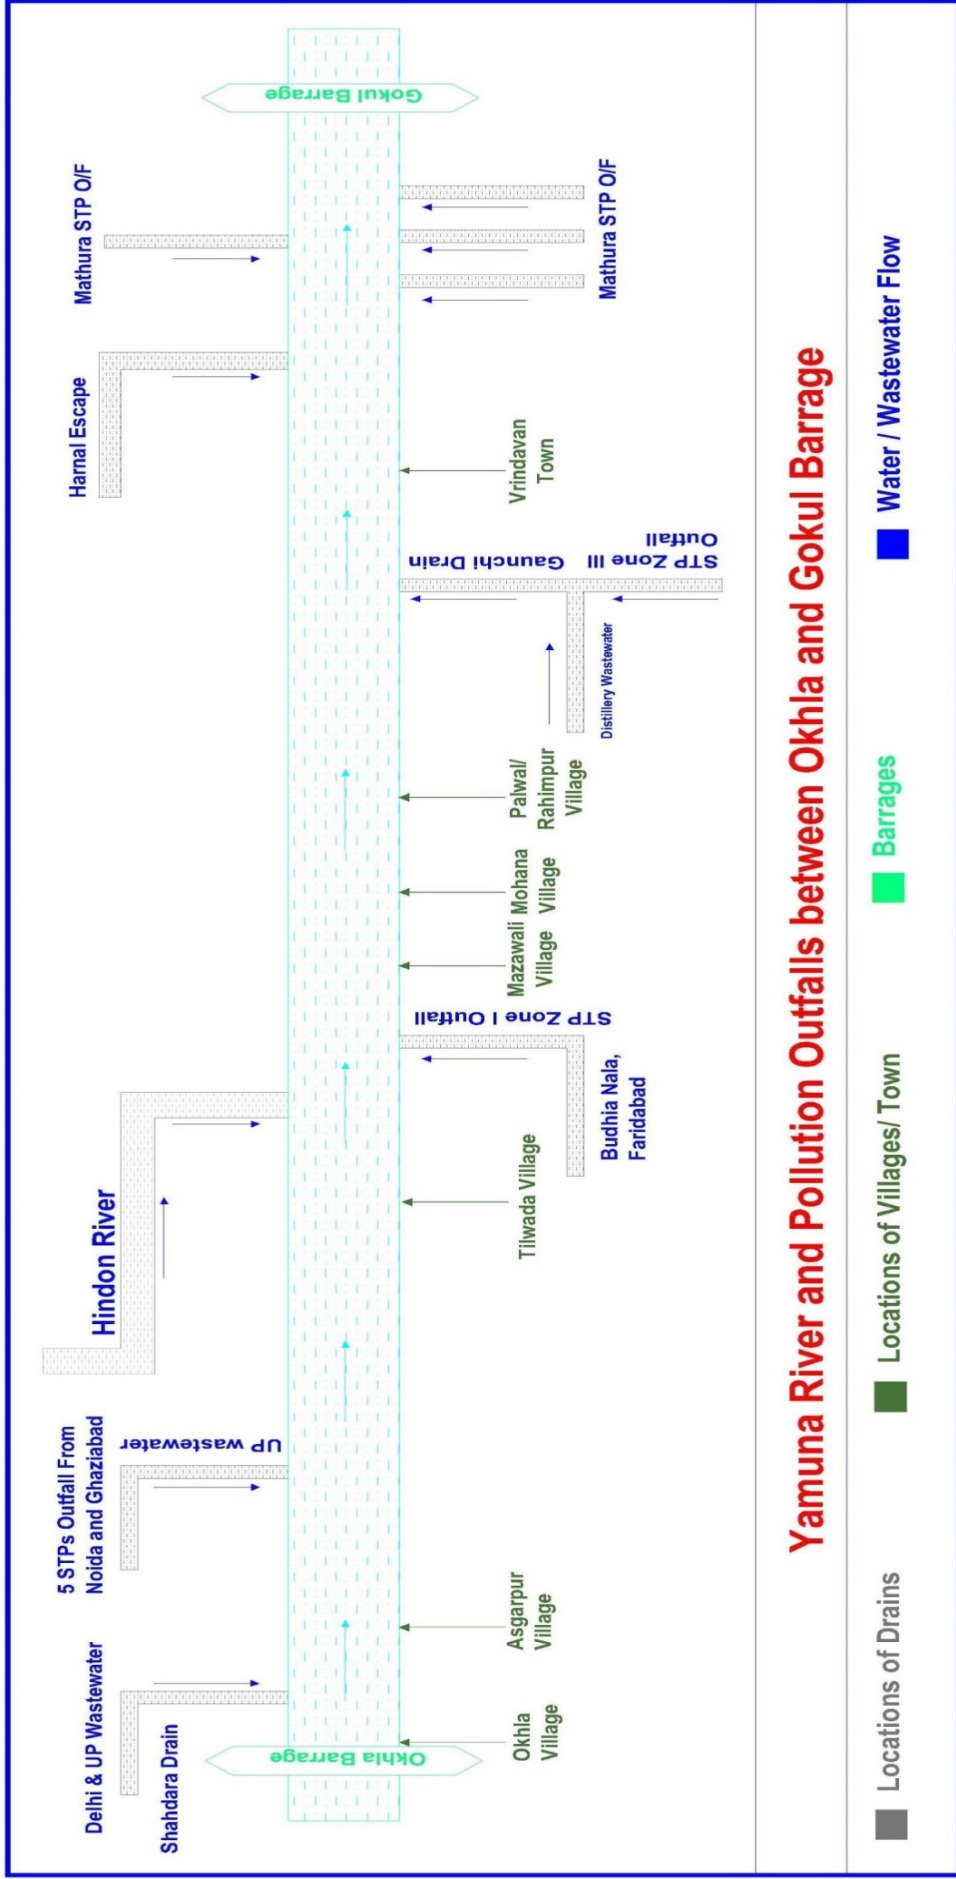 Delhi & UP Wastewater
Shahdara Drain
5 STPs Outfall From
Noida and Ghaziabad
UP wastewater
Hindon River
Harnal Escape
Mathura STP O/F
Okhla Barrage
Gokul Barrage
Okhla
Village
Asgarpur
Village
Tilwada Village
STP Zone I Outfall
Budhia Nala,
Faridabad
Mazawali
Village
Mohana
Village
Palwal/
Rahimpur
Village
Gaunchi Drain
Distillery Wastewater
STP Zone III
Outfall
Vrindavan
Town
Mathura STP O/F
Yamuna River and Pollution Outfalls between Okhla and Gokul Barrage
Locations of Drains
Locations of Villages/ Town
Barrages
Water / Wastewater Flow